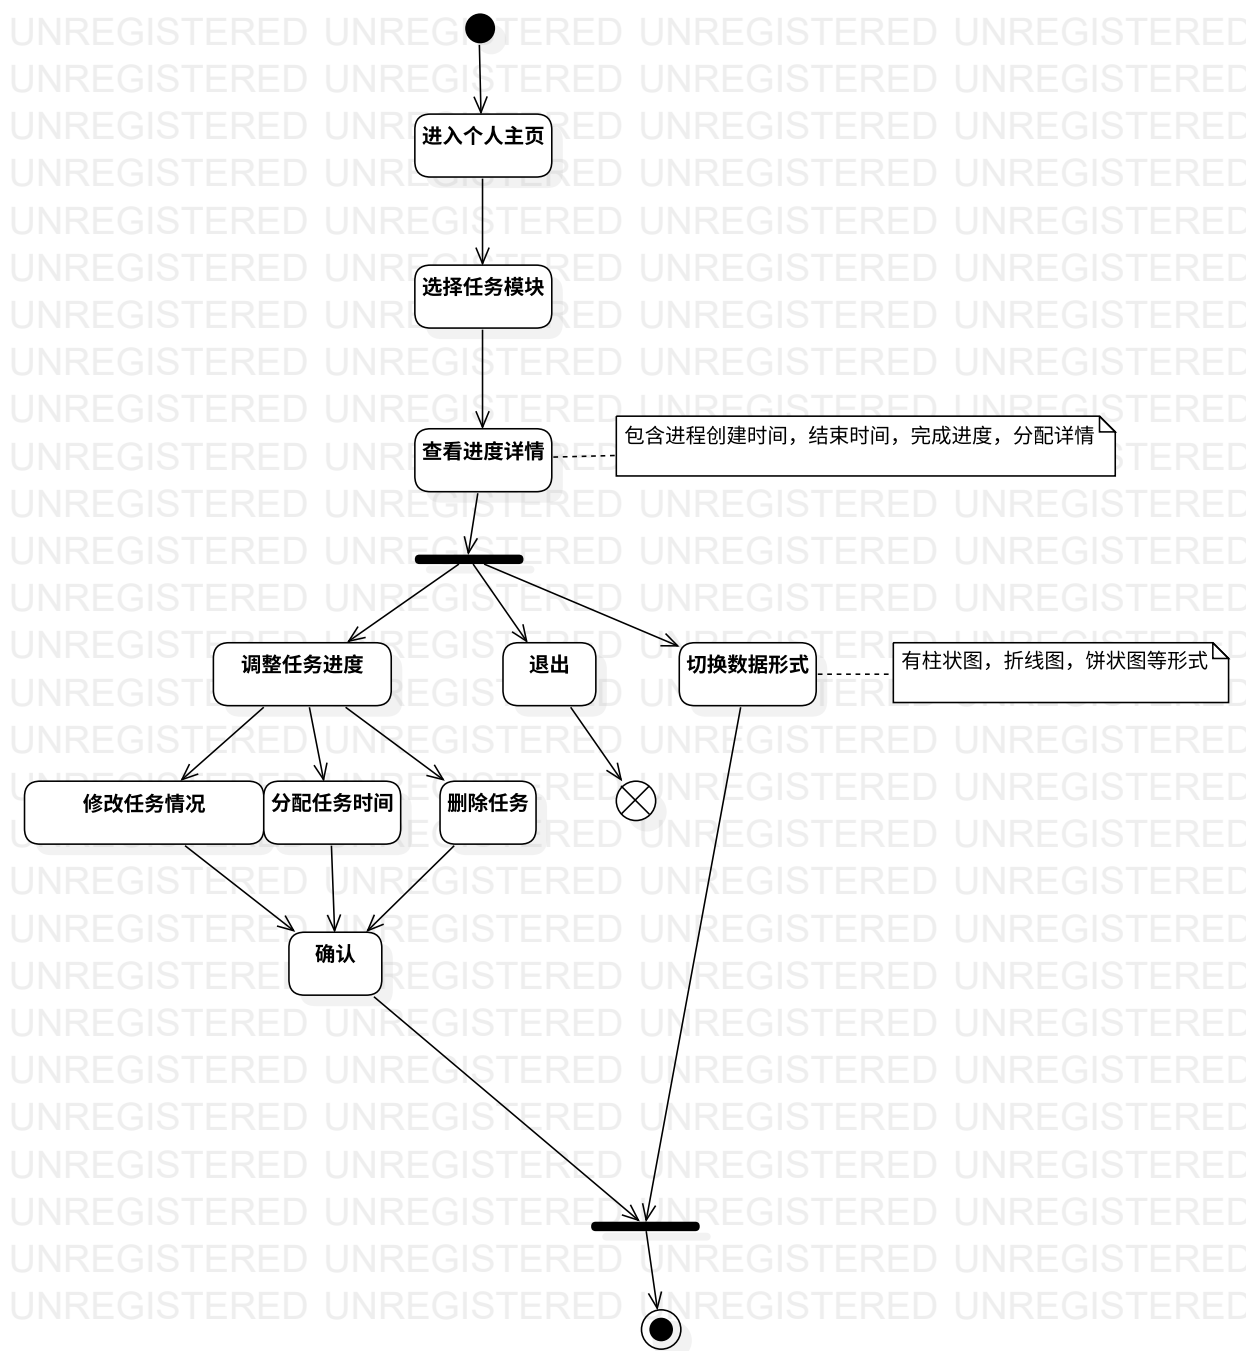 进入个人主页
选择任务模块
查看进度详情
包含进程创建时间，结束时间，完成进度，分配详情
调整任务进度
退出
切换数据形式
有柱状图，折线图，饼状图等形式
修改任务情况
分配任务时间
删除任务
确认
UNREGISTERED UNREGISTERED UNREGISTERED UNREGISTERED